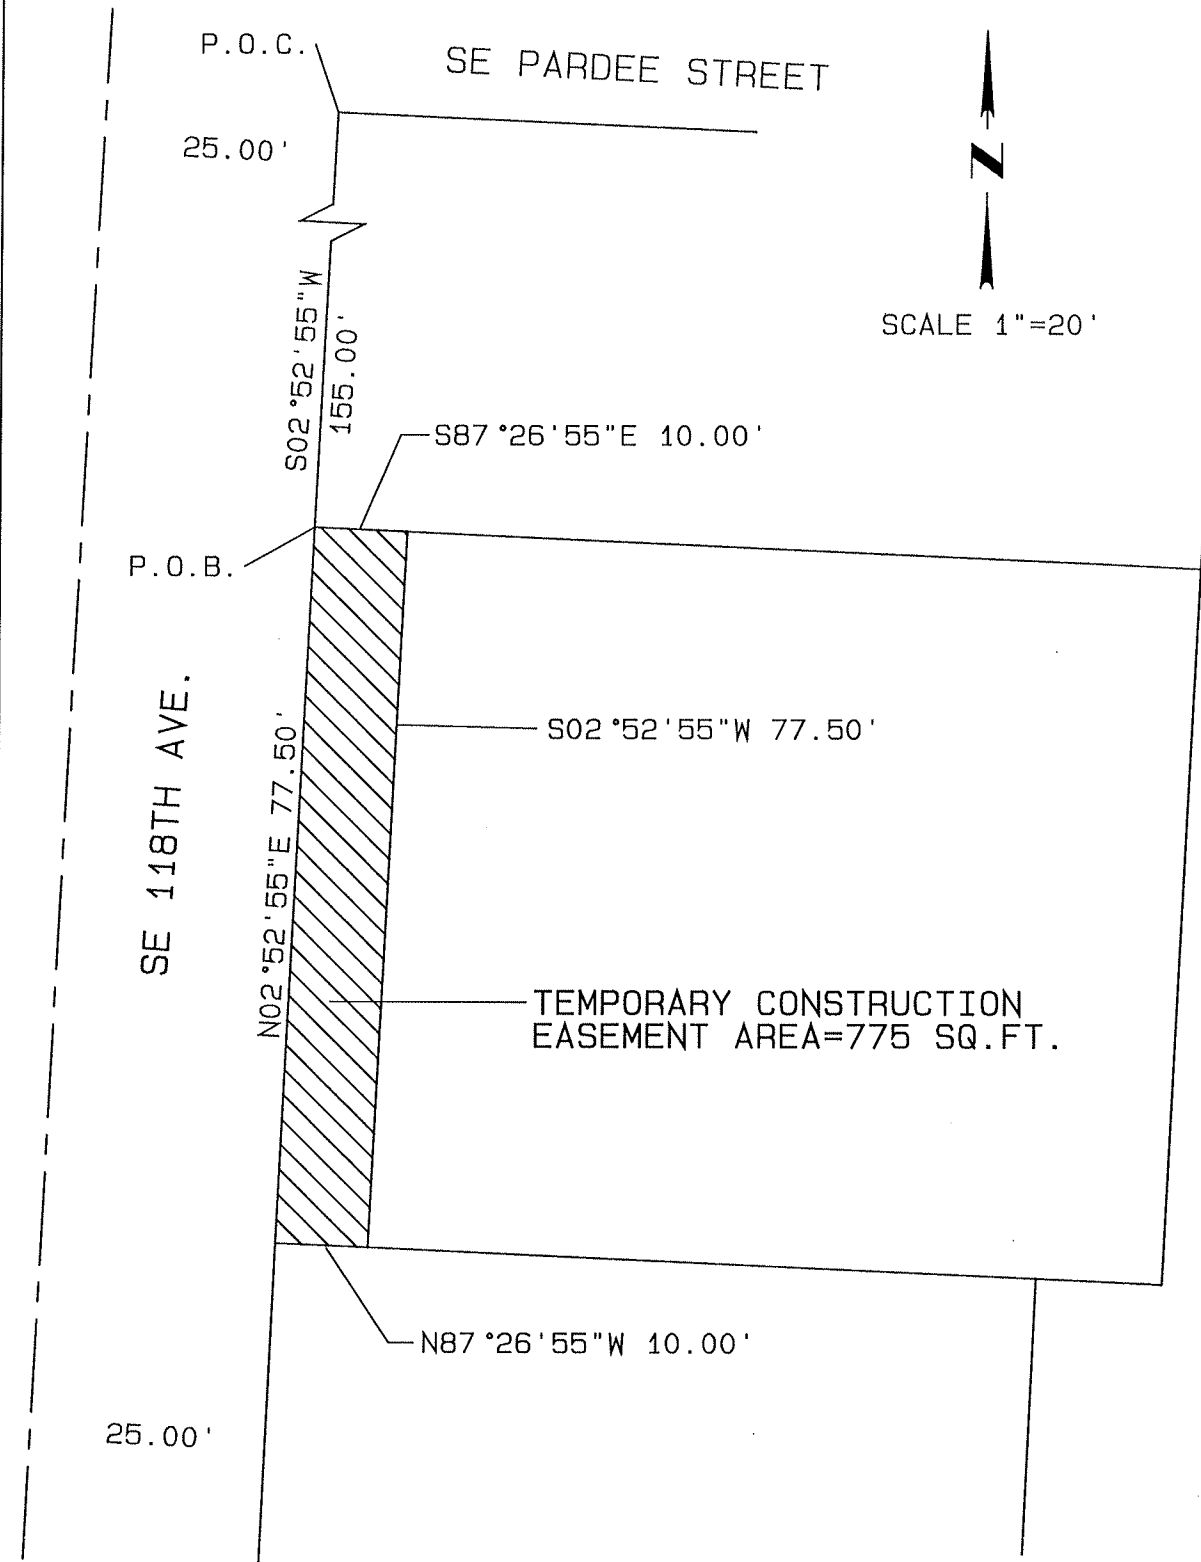 P.O.C.
SE PARDEE STREET
25.00'
N
SCALE 1"=20'
S02°52'55"W
155.00'
S87°26'55"E 10.00'
P.O.B.
SE 118TH AVE.
N02°52'55"E 77.50'
S02°52'55"W 77.50'
TEMPORARY CONSTRUCTION
EASEMENT AREA=775 SQ.FT.
N87°26'55"W 10.00'
25.00'